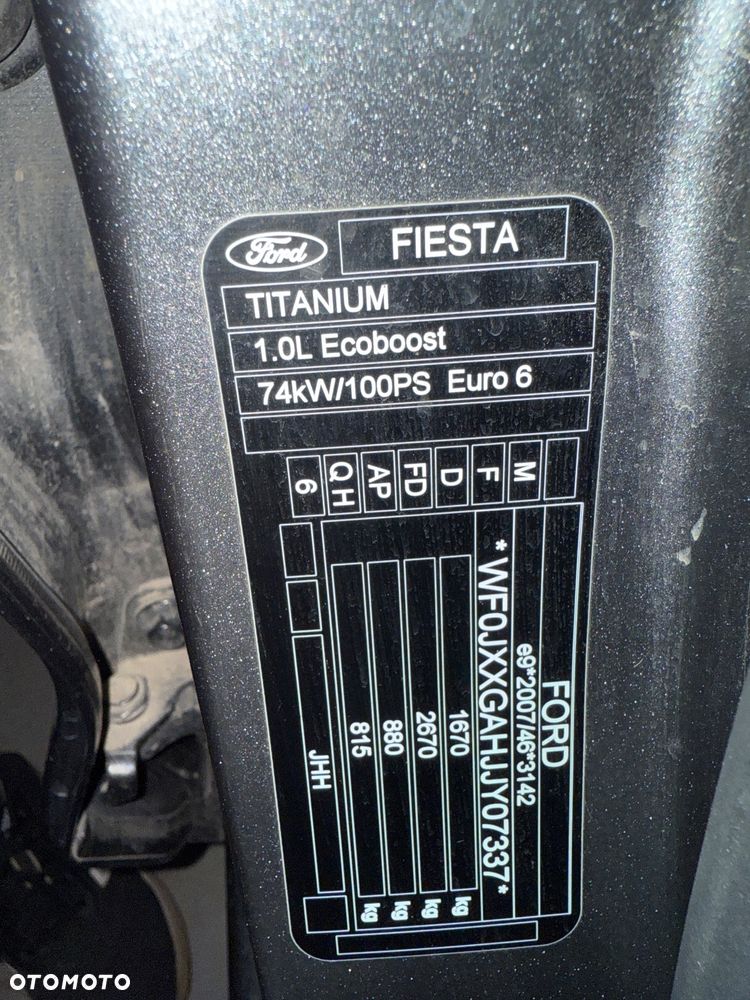 Ford
FIESTA
TITANIUM
1.0L Ecoboost
74kW/100PS Euro 6
FORD
e9*2007/46*3142
*WF0JXXGAHJJY07337*
1670 kg
2670 kg
880 kg
815 kg
JHH
M
F
D
FD
AP
QH
6
OTOMOTO